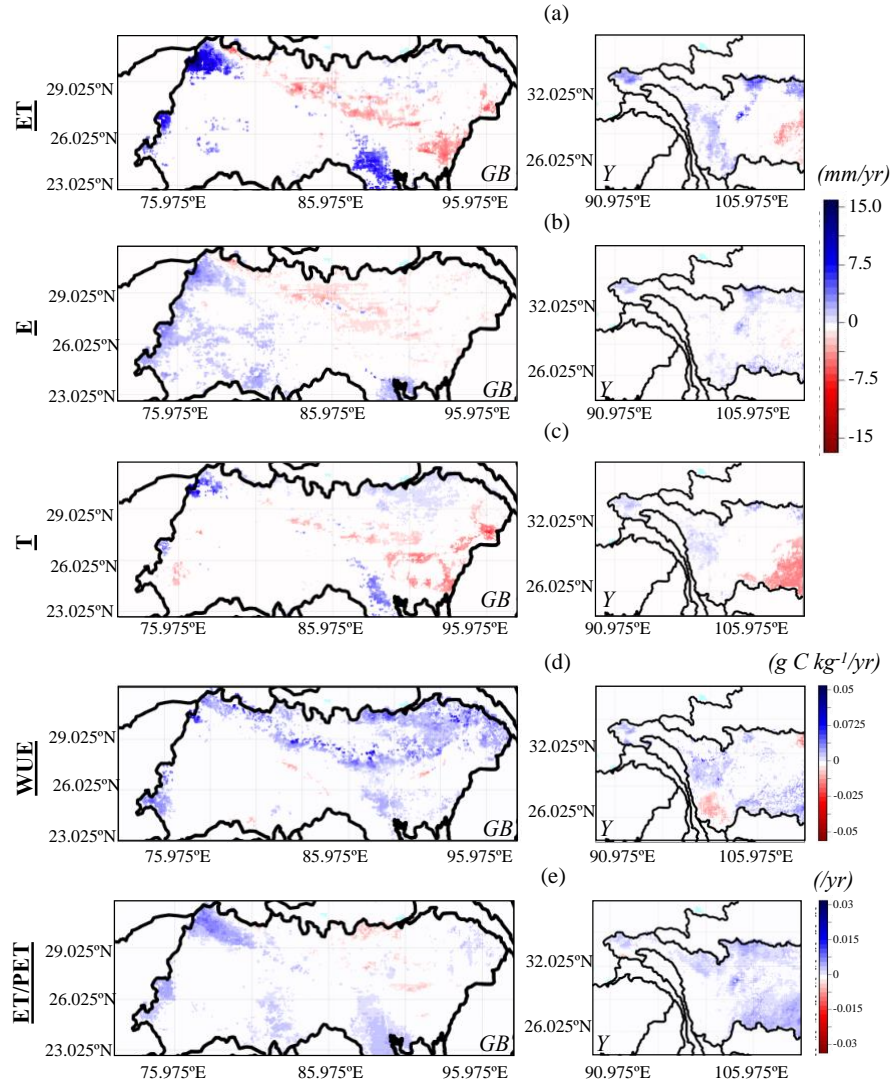 (a)
ET
29.025ºN
26.025ºN
23.025ºN
75.975ºE
85.975ºE
95.975ºE
GB
32.025ºN
26.025ºN
90.975ºE
105.975ºE
Y
(mm/yr)
15.0
7.5
0
-7.5
-15
(b)
E
29.025ºN
26.025ºN
23.025ºN
75.975ºE
85.975ºE
95.975ºE
GB
32.025ºN
26.025ºN
90.975ºE
105.975ºE
Y
(c)
T
29.025ºN
26.025ºN
23.025ºN
75.975ºE
85.975ºE
95.975ºE
GB
32.025ºN
26.025ºN
90.975ºE
105.975ºE
Y
(d)
WUE
29.025ºN
26.025ºN
23.025ºN
75.975ºE
85.975ºE
95.975ºE
GB
32.025ºN
26.025ºN
90.975ºE
105.975ºE
Y
(g C kg⁻¹/yr)
0.05
0.0725
0
-0.025
-0.05
(e)
ET/PET
29.025ºN
26.025ºN
23.025ºN
75.975ºE
85.975ºE
95.975ºE
GB
32.025ºN
26.025ºN
90.975ºE
105.975ºE
Y
(/yr)
0.03
0.015
0
-0.015
-0.03